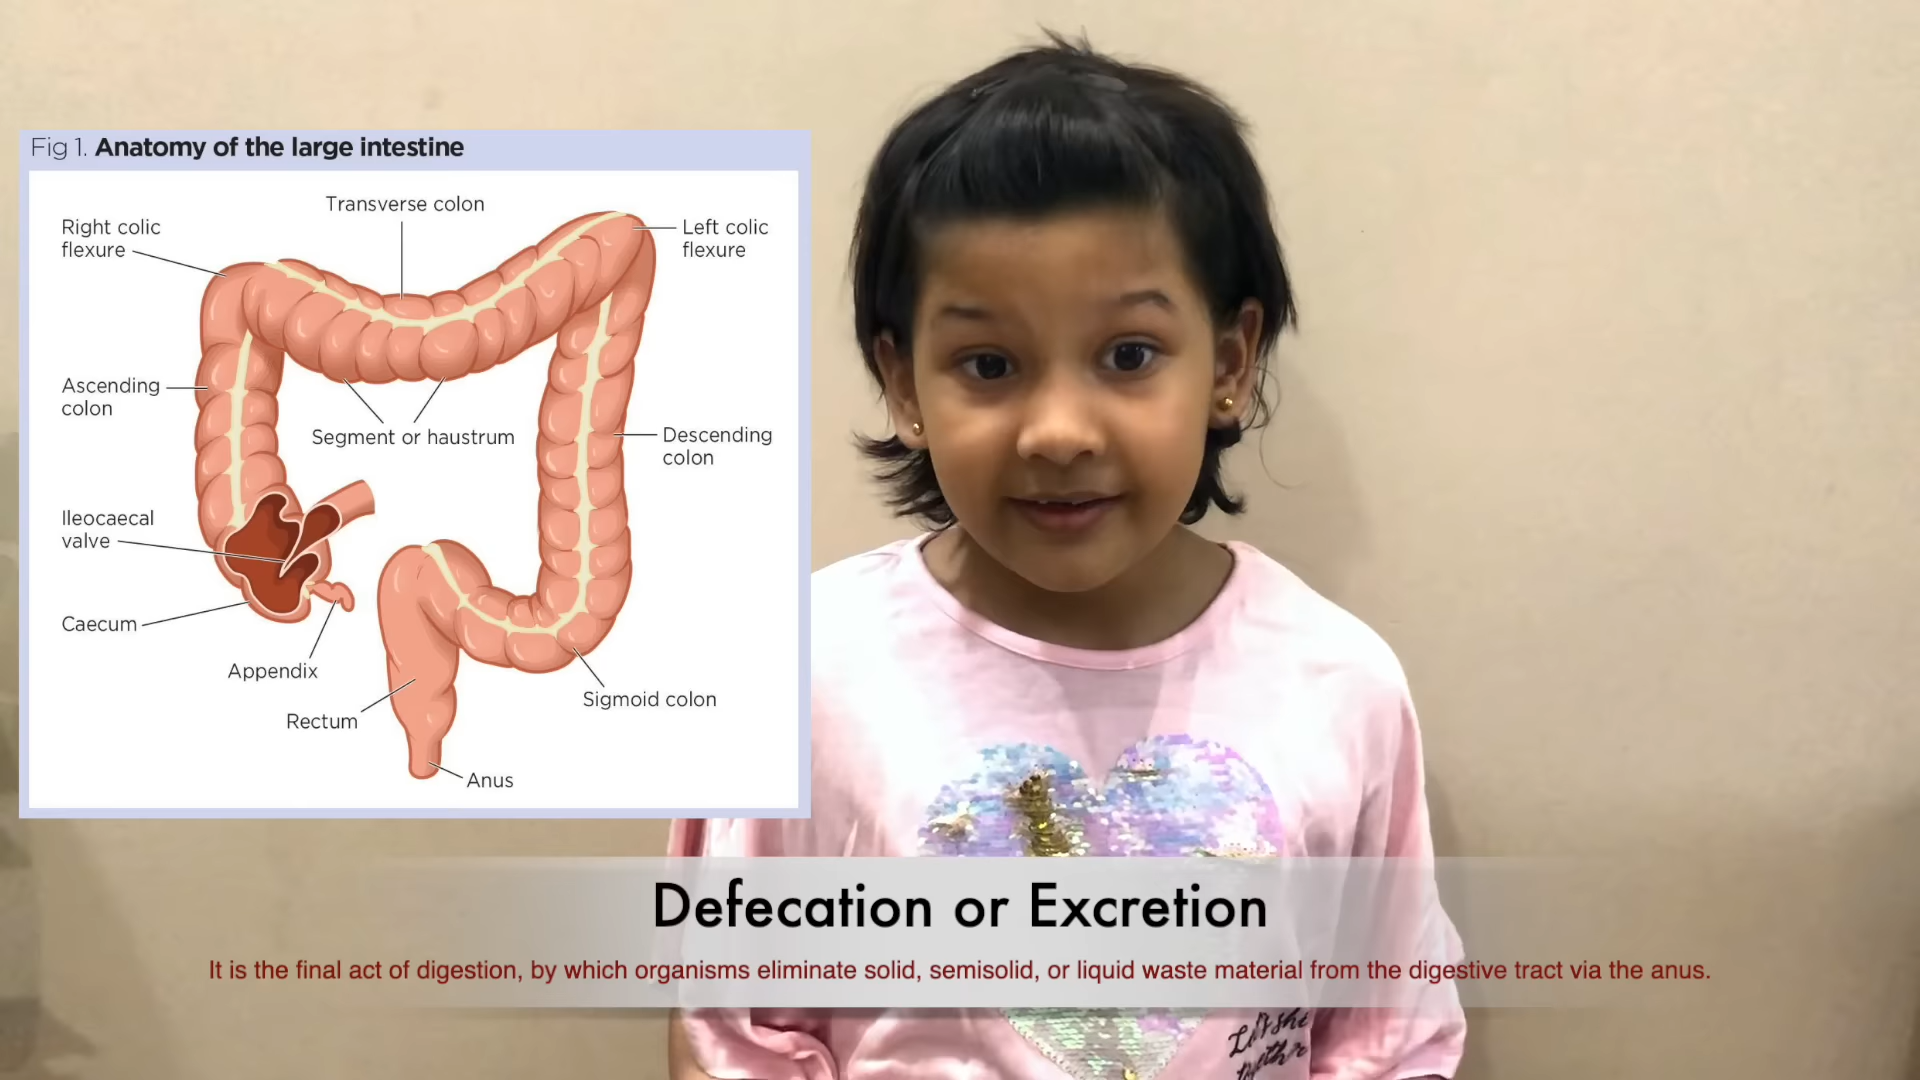 Fig 1. Anatomy of the large intestine
Transverse colon
Right colic
flexure
Left colic
flexure
Ascending
colon
Segment or haustrum
Descending
colon
Ileocaecal
valve
Caecum
Appendix
Rectum
Sigmoid colon
Anus
Defecation or Excretion
It is the final act of digestion, by which organisms eliminate solid, semisolid, or liquid waste material from the digestive tract via the anus.